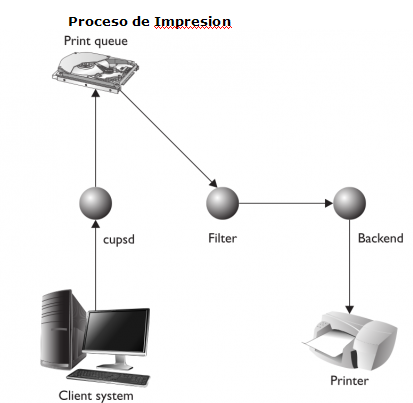 Proceso de Impresion
Print queue
cupsd
Filter
Backend
Client system
Printer